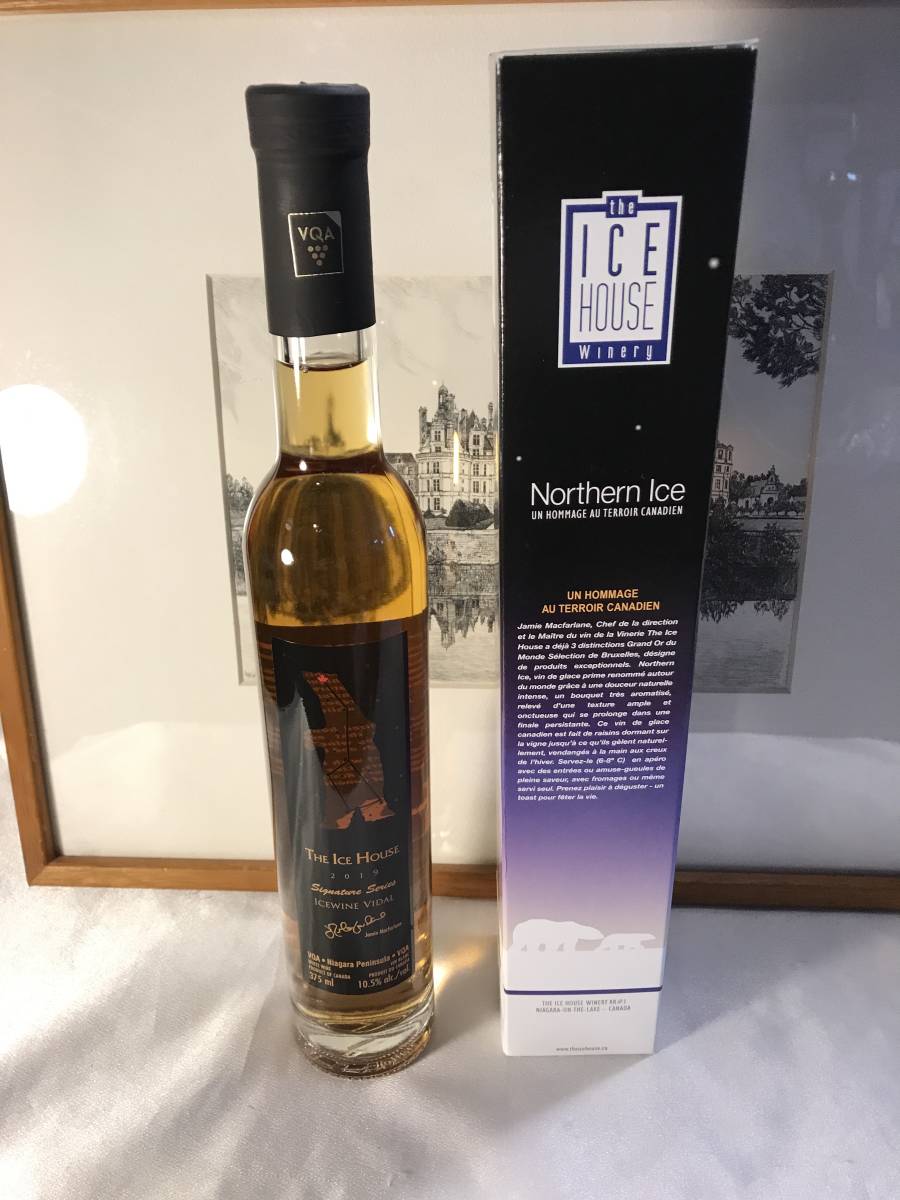 VQA
THE ICE HOUSE
2019
Signature Series
ICEWINE VIDAL
Jamie Macfarlane
VQA • Niagara Peninsula • VQA
PRODUCT OF CANADA
375 ml
10.5% alc./vol.
the
ICE
HOUSE
Winery
Northern Ice
UN HOMMAGE AU TERROIR CANADIEN
UN HOMMAGE
AU TERROIR CANADIEN
Jamie Macfarlane, Chef de la direction
et le Maître du vin de la Vinerie The Ice
House a déjà 3 distinctions Grand Or du
Monde Sélection de Bruxelles, désigne
de produits exceptionnels. Northern
Ice, vin de glace prime renommé autour
du monde grâce à une douceur naturelle
intense, un bouquet très aromatisé,
relevé d'une texture ample et
onctueuse qui se prolonge dans une
finale persistante. Ce vin de glace
canadien est fait de raisins dormant sur
la vigne jusqu'à ce qu'ils gèlent naturel-
lement, vendangés à la main aux creux
de l'hiver. Servez-le (6-8° C) en apéro
avec des entrées ou amuse-gueules de
pleine saveur, avec fromages ou même
servi seul. Prenez plaisir à déguster - un
toast pour fêter la vie.
THE ICE HOUSE WINERY RR #1
NIAGARA-ON-THE-LAKE - CANADA
www.theicehouse.ca